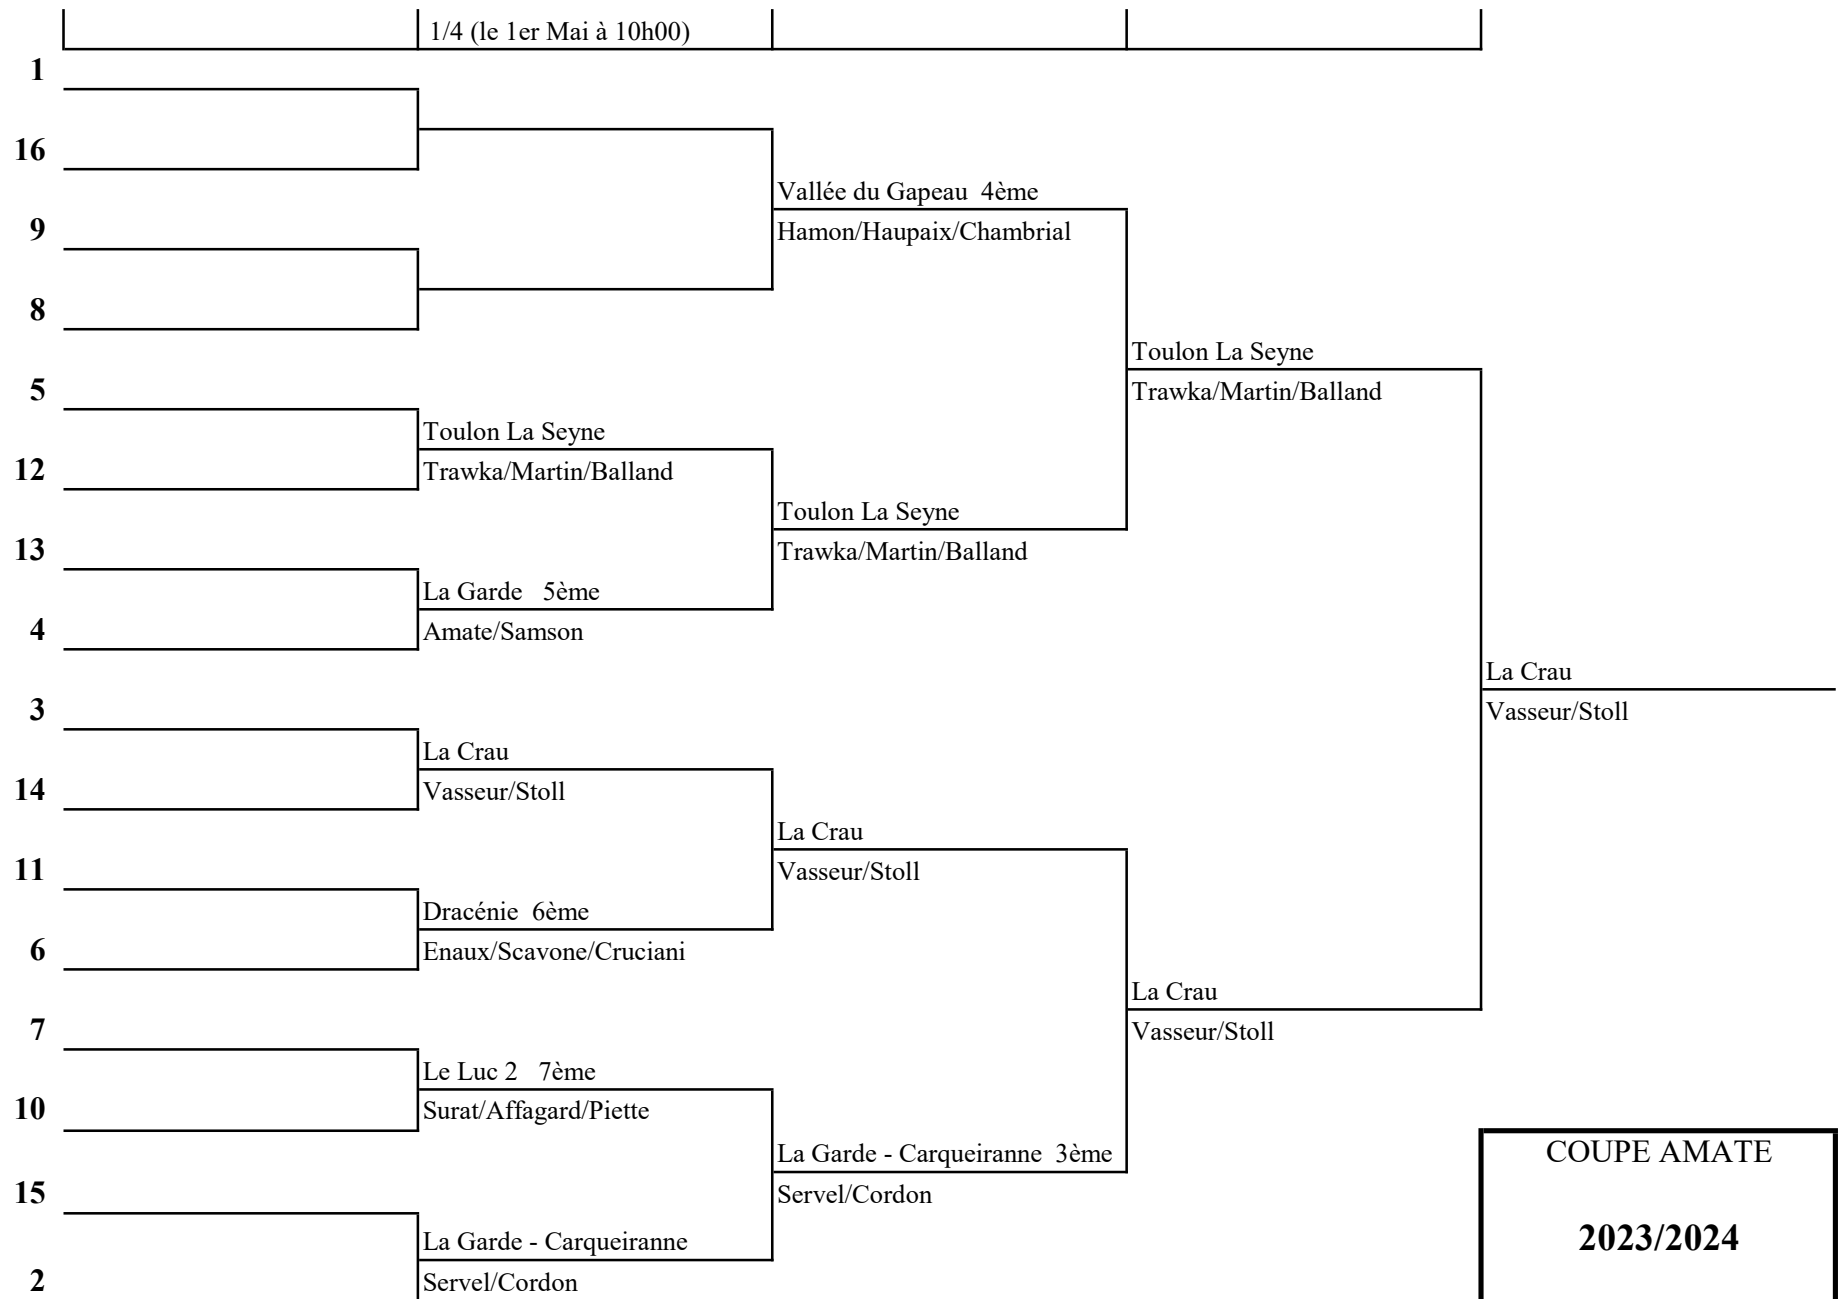 1/4 (le 1er Mai à 10h00)
1
16
Vallée du Gapeau 4ème
9
Hamon/Haupaix/Chambrial
8
Toulon La Seyne
5
Trawka/Martin/Balland
Toulon La Seyne
12
Trawka/Martin/Balland
Toulon La Seyne
13
Trawka/Martin/Balland
La Garde 5ème
4
Amate/Samson
La Crau
3
Vasseur/Stoll
La Crau
14
Vasseur/Stoll
La Crau
11
Vasseur/Stoll
Dracénie 6ème
6
Enaux/Scavone/Cruciani
La Crau
7
Vasseur/Stoll
Le Luc 2 7ème
10
Surat/Affagard/Piette
La Garde - Carqueiranne 3ème
COUPE AMATE
15
Servel/Cordon
La Garde - Carqueiranne
2023/2024
2
Servel/Cordon